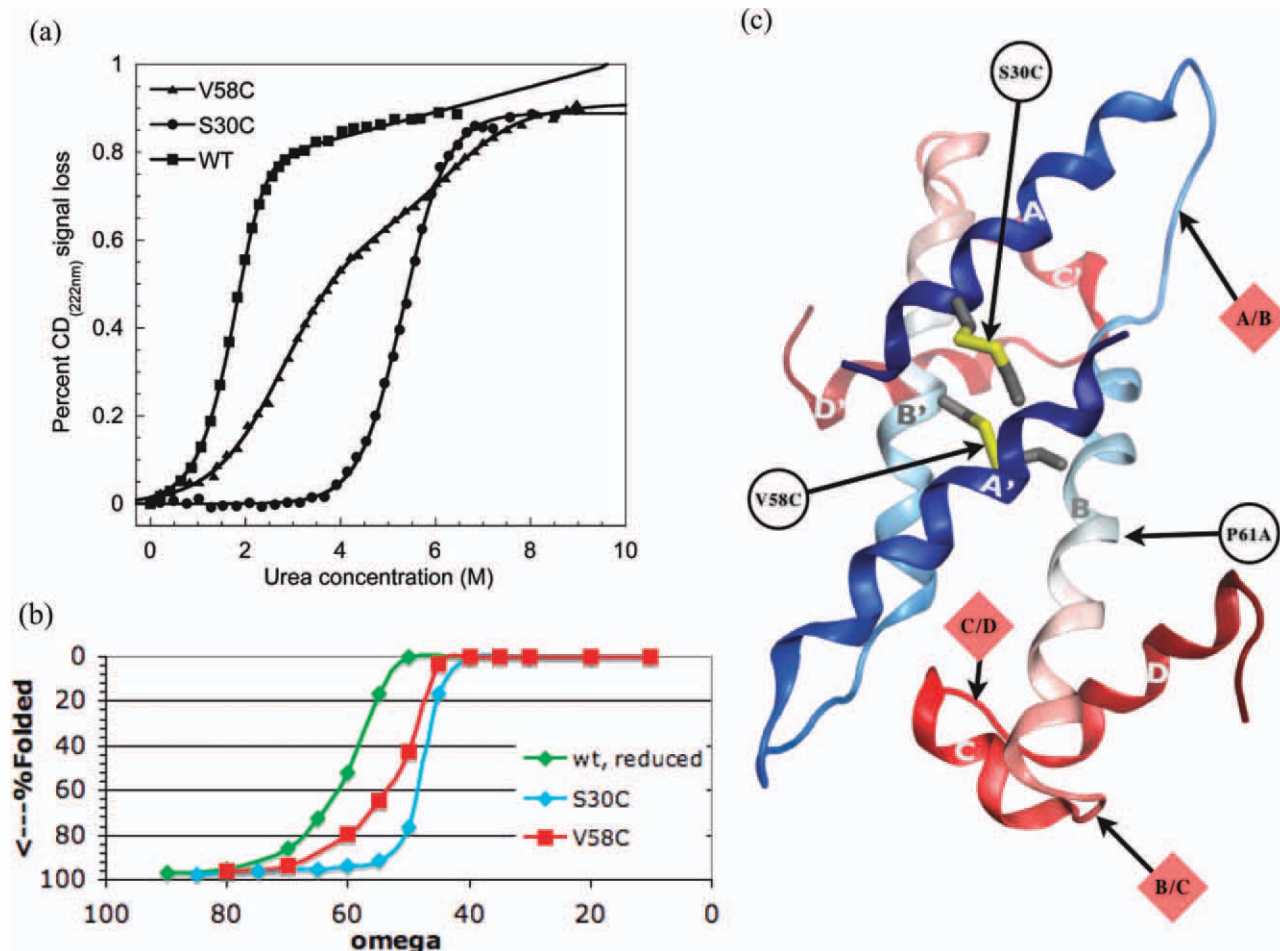 (a)
1
0.8
0.6
0.4
0.2
0
Percent CD(222nm) signal loss
V58C
S30C
WT
0 2 4 6 8 10
Urea concentration (M)
(b)
0
20
40
60
80
100
<---%Folded
wt, reduced
S30C
V58C
100 80 60 40 20 0
omega
(c)
S30C
A
C'
A/B
D'
B'
V58C
A'
B
P61A
C/D
D
C
B/C